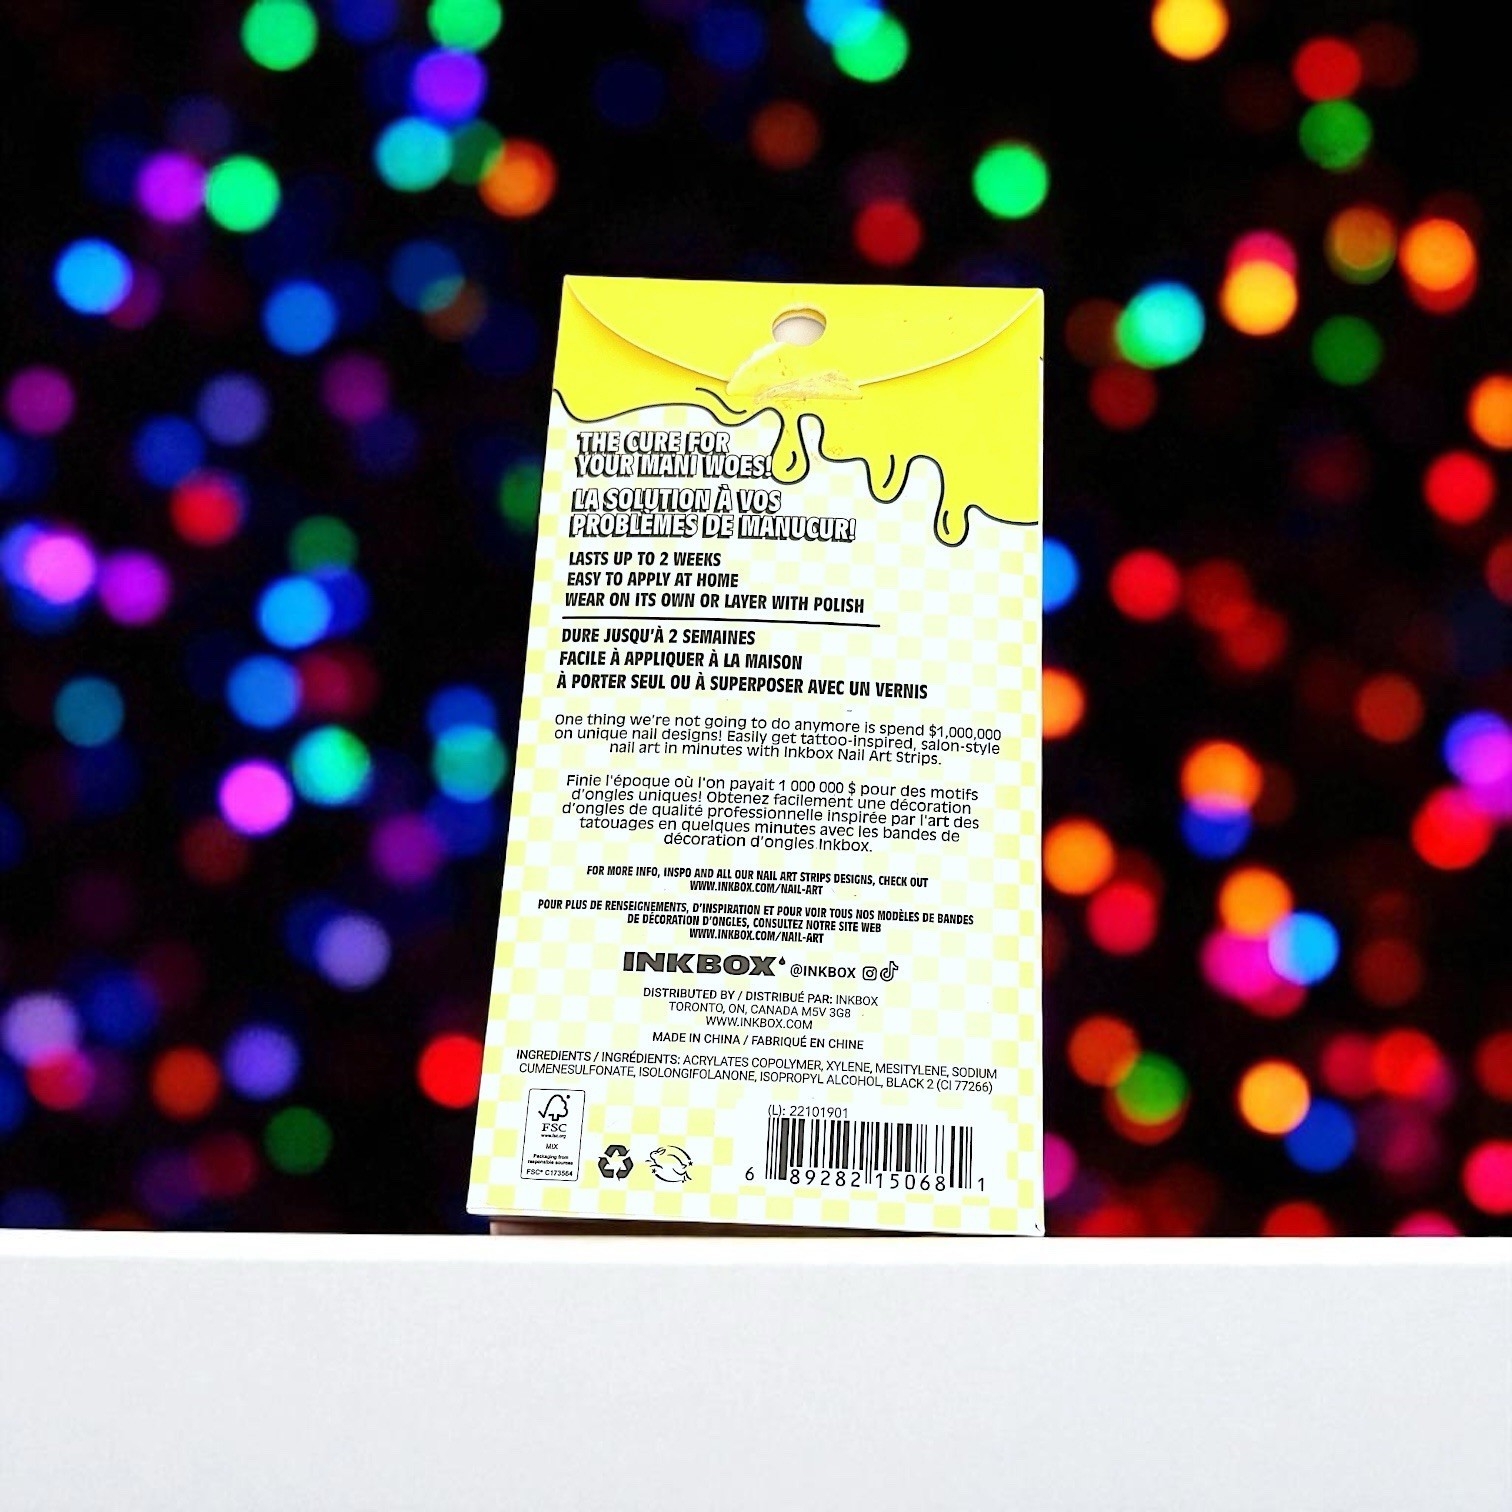 THE CURE FOR
YOUR MANI WOES!
LA SOLUTION À VOS
PROBLÈMES DE MANUCUR!
LASTS UP TO 2 WEEKS
EASY TO APPLY AT HOME
WEAR ON ITS OWN OR LAYER WITH POLISH
DURE JUSQU'À 2 SEMAINES
FACILE À APPLIQUER À LA MAISON
À PORTER SEUL OU À SUPERPOSER AVEC UN VERNIS
One thing we're not going to do anymore is spend $1,000,000
on unique nail designs! Easily get tattoo-inspired, salon-style
nail art in minutes with Inkbox Nail Art Strips.
Finie l'époque où l'on payait 1 000 000 $ pour des motifs
d'ongles uniques! Obtenez facilement une décoration
d'ongles de qualité professionnelle inspirée par l'art des
tatouages en quelques minutes avec les bandes de
décoration d'ongles Inkbox.
FOR MORE INFO, INSPO AND ALL OUR NAIL ART STRIPS DESIGNS, CHECK OUT
WWW.INKBOX.COM/NAIL-ART
POUR PLUS DE RENSEIGNEMENTS, D'INSPIRATION ET POUR VOIR TOUS NOS MODÈLES DE BANDES
DE DÉCORATION D'ONGLES, CONSULTEZ NOTRE SITE WEB
WWW.INKBOX.COM/NAIL-ART
INKBOX @INKBOX
DISTRIBUTED BY / DISTRIBUÉ PAR: INKBOX
TORONTO, ON, CANADA M5V 3G8
WWW.INKBOX.COM
MADE IN CHINA / FABRIQUÉ EN CHINE
INGREDIENTS / INGRÉDIENTS: ACRYLATES COPOLYMER, XYLENE, MESITYLENE, SODIUM
CUMENESULFONATE, ISOLONGIFOLANONE, ISOPROPYL ALCOHOL, BLACK 2 (CI 77266)
FSC
www.fsc.org
MIX
Packaging from
responsible sources
FSC® C173564
(L): 22101901
6 89282 15068 1